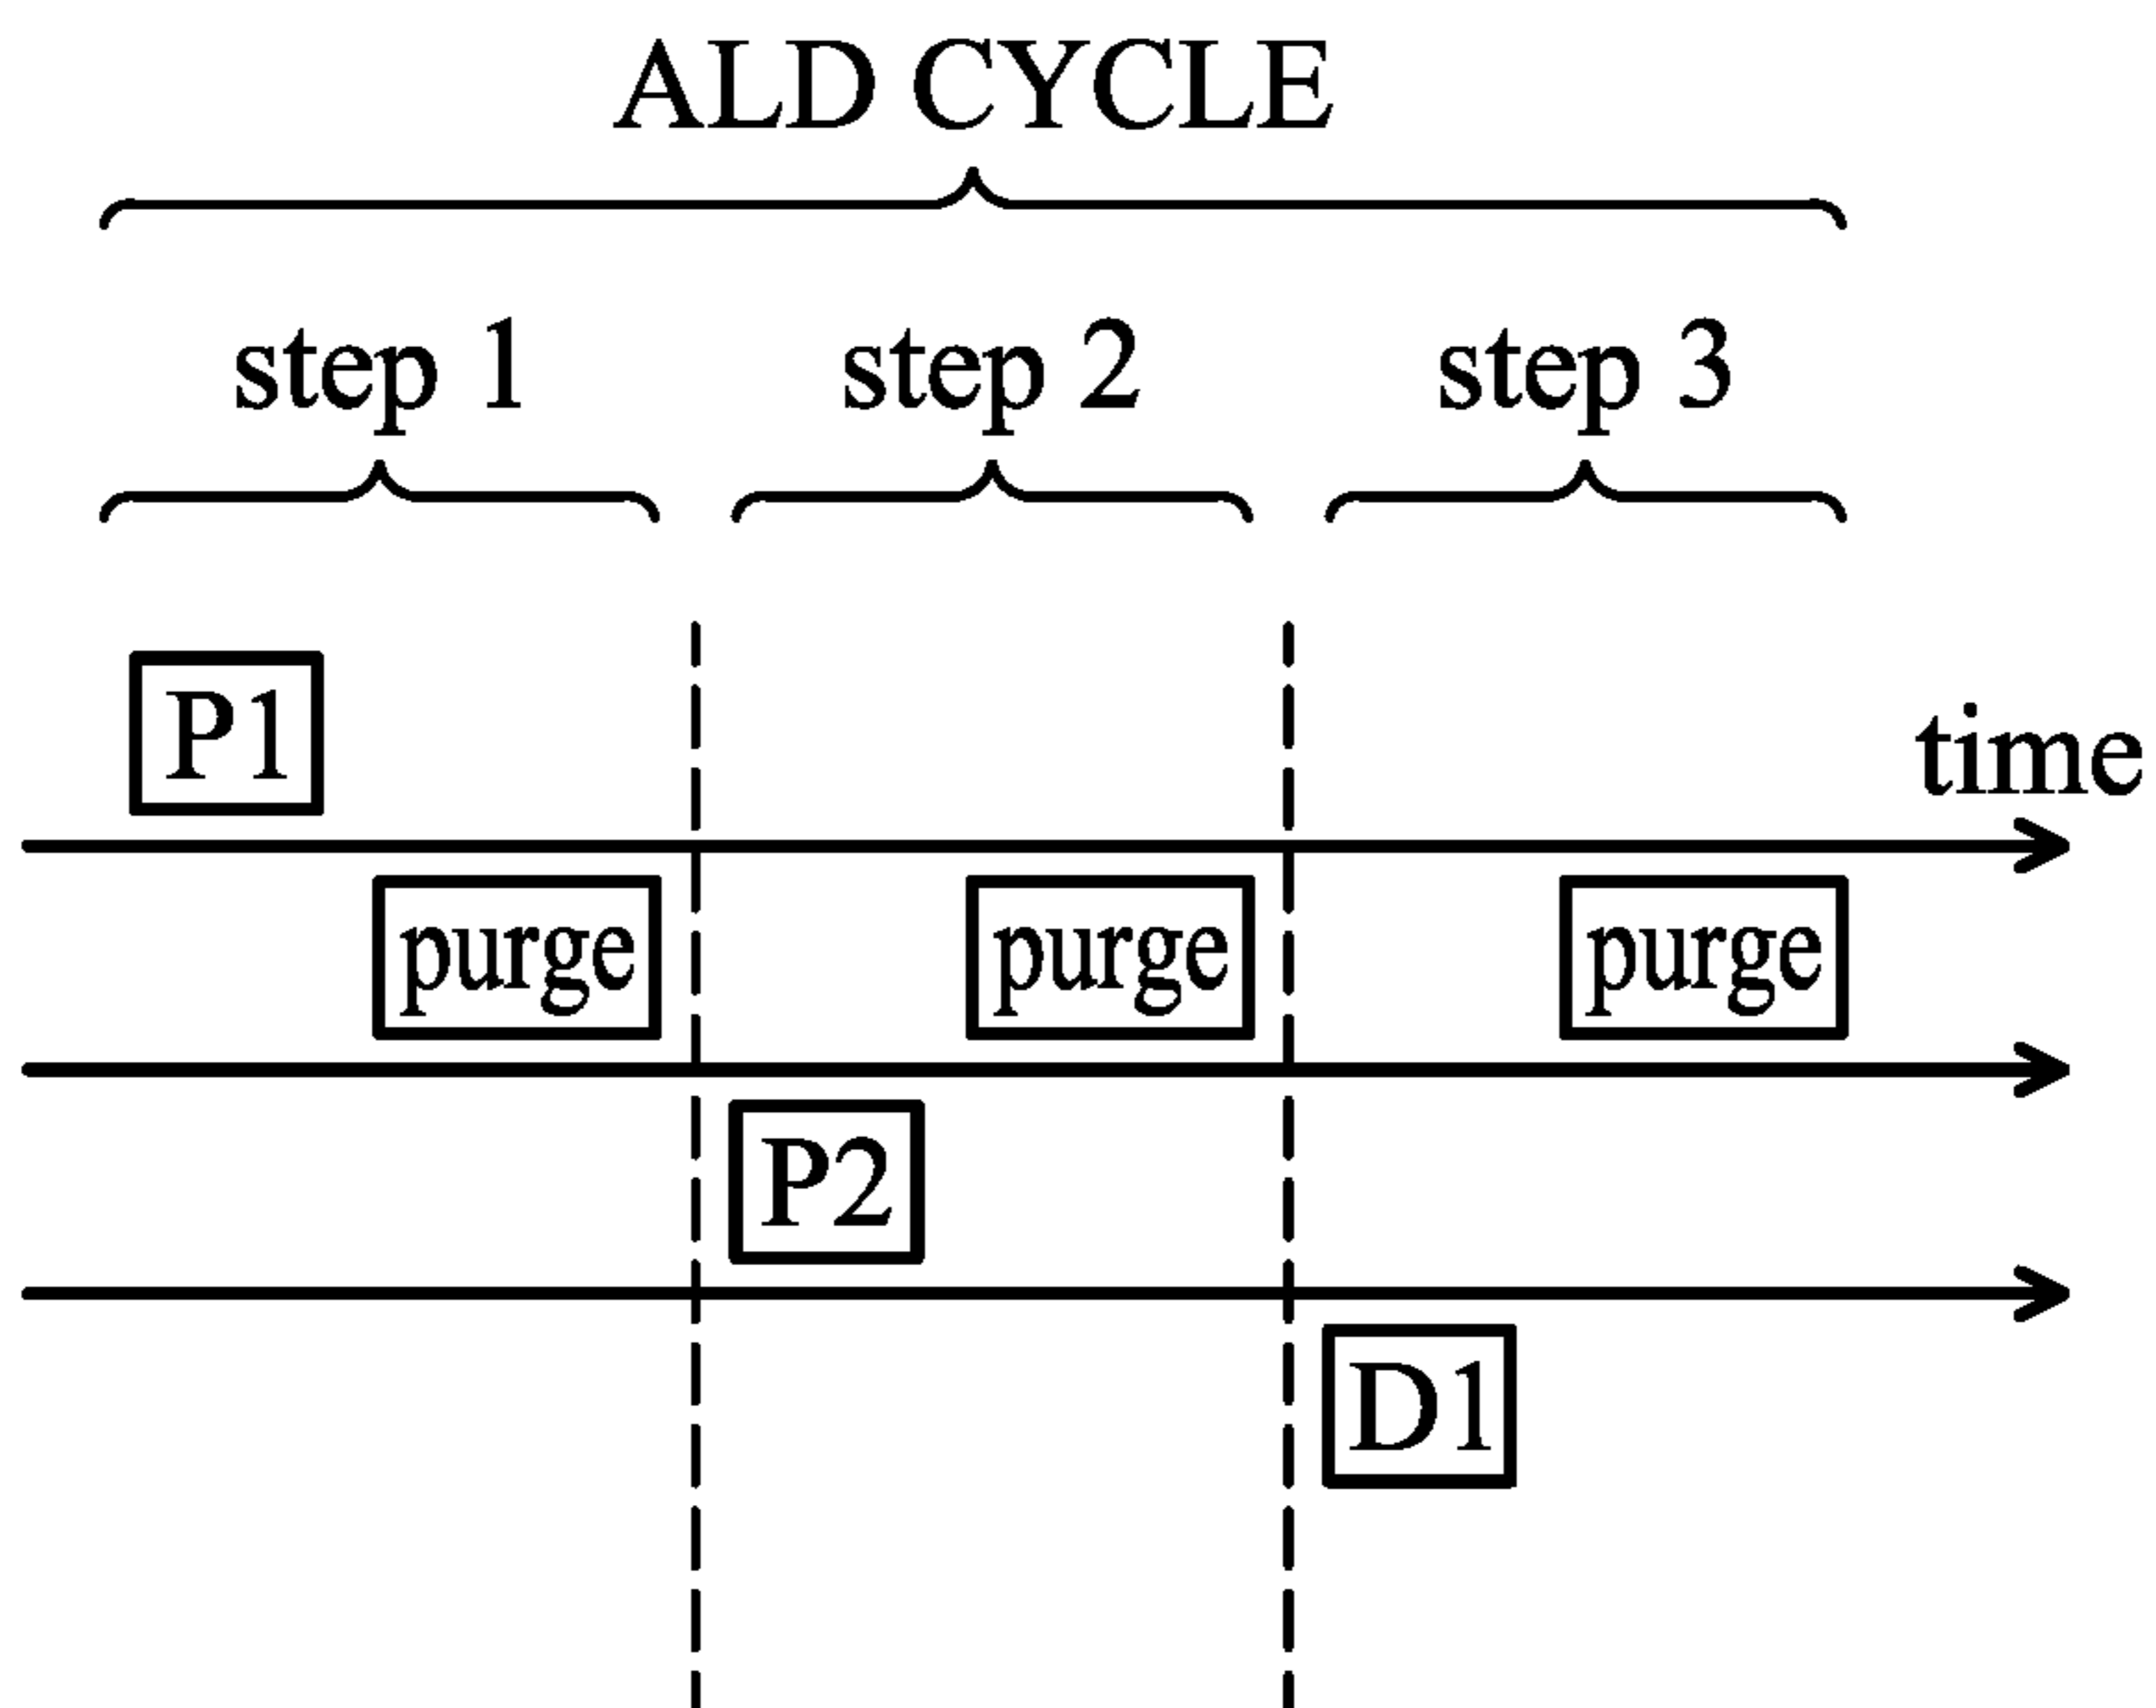 ALD CYCLE
step 1 step 2 step 3
P1
time
purge purge purge
P2
D1